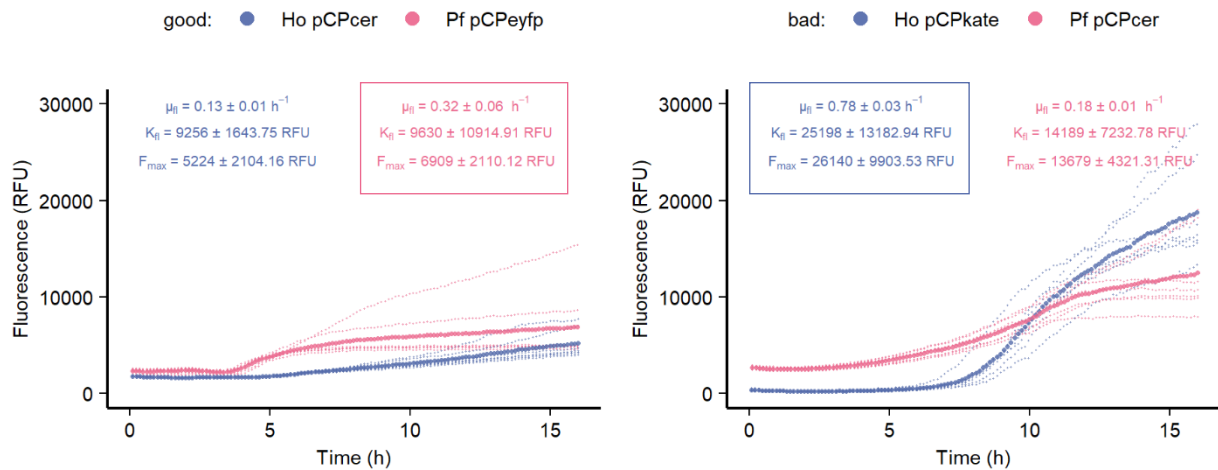 good: Ho pCPcer Pf pCPeyfp
bad: Ho pCPkate Pf pCPcer
30000
20000
10000
0
Fluorescence (RFU)
μfl = 0.13 ± 0.01 h⁻¹
Kfl = 9256 ± 1643.75 RFU
Fmax = 5224 ± 2104.16 RFU
μfl = 0.32 ± 0.06 h⁻¹
Kfl = 9630 ± 10914.91 RFU
Fmax = 6909 ± 2110.12 RFU
0 5 10 15
Time (h)
30000
20000
10000
0
Fluorescence (RFU)
μfl = 0.78 ± 0.03 h⁻¹
Kfl = 25198 ± 13182.94 RFU
Fmax = 26140 ± 9903.53 RFU
μfl = 0.18 ± 0.01 h⁻¹
Kfl = 14189 ± 7232.78 RFU
Fmax = 13679 ± 4321.31 RFU
0 5 10 15
Time (h)